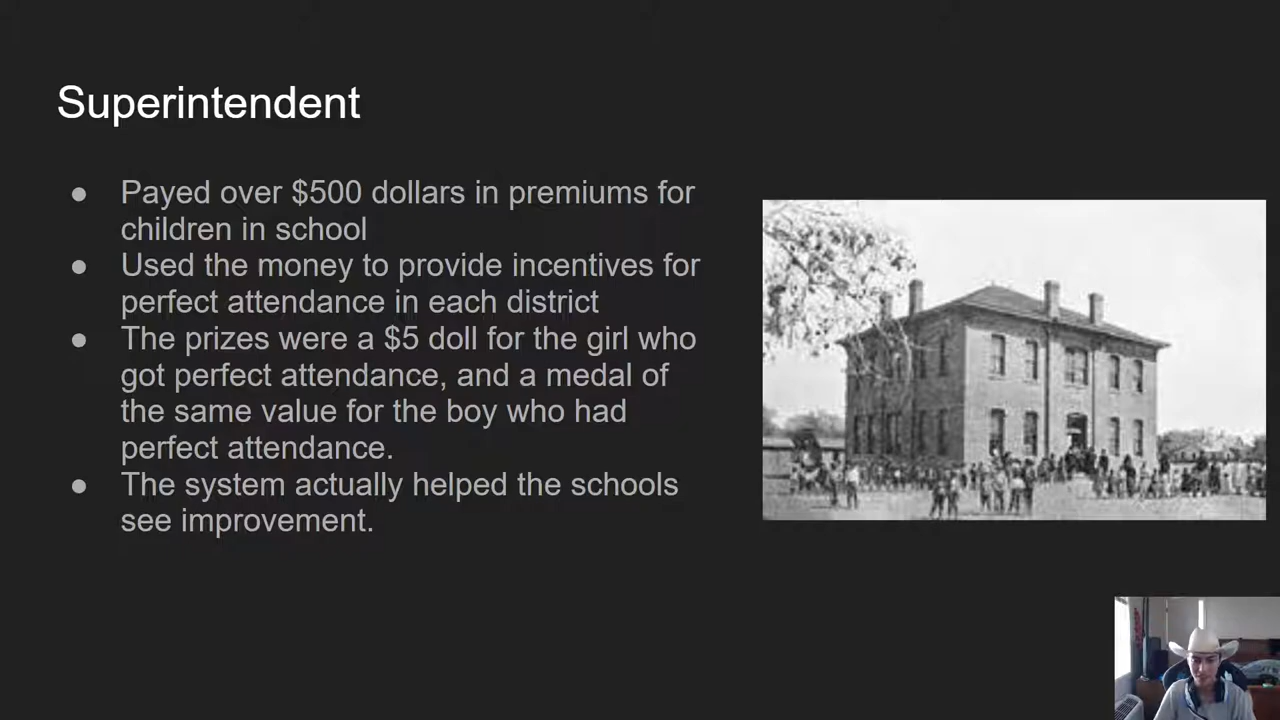 Superintendent
● Payed over $500 dollars in premiums for
children in school
● Used the money to provide incentives for
perfect attendance in each district
● The prizes were a $5 doll for the girl who
got perfect attendance, and a medal of
the same value for the boy who had
perfect attendance.
● The system actually helped the schools
see improvement.